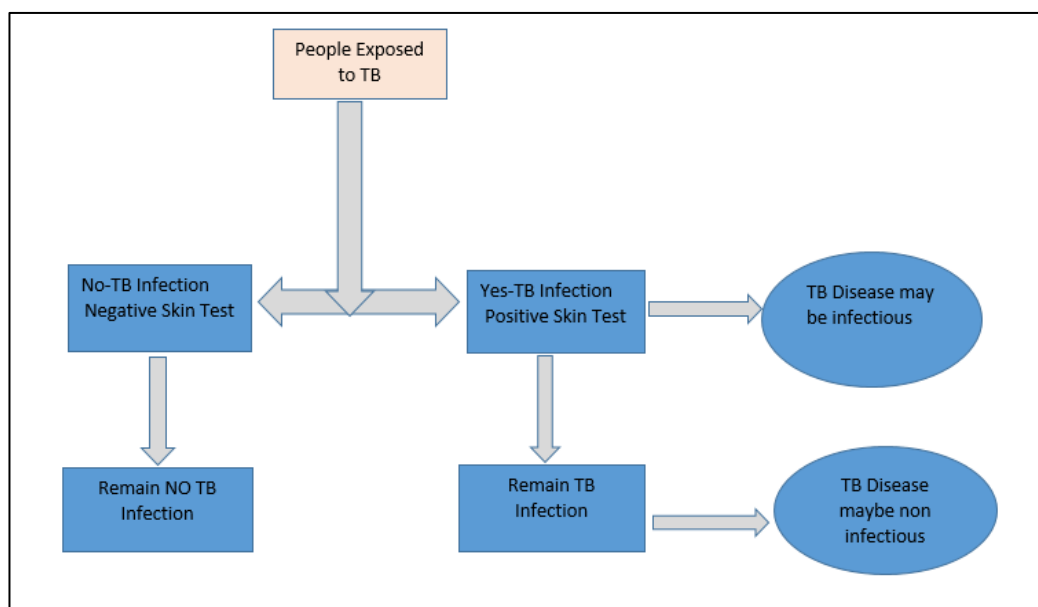 People Exposed
to TB
No-TB Infection
Negative Skin Test
Yes-TB Infection
Positive Skin Test
TB Disease may
be infectious
Remain NO TB
Infection
Remain TB
Infection
TB Disease
maybe non
infectious